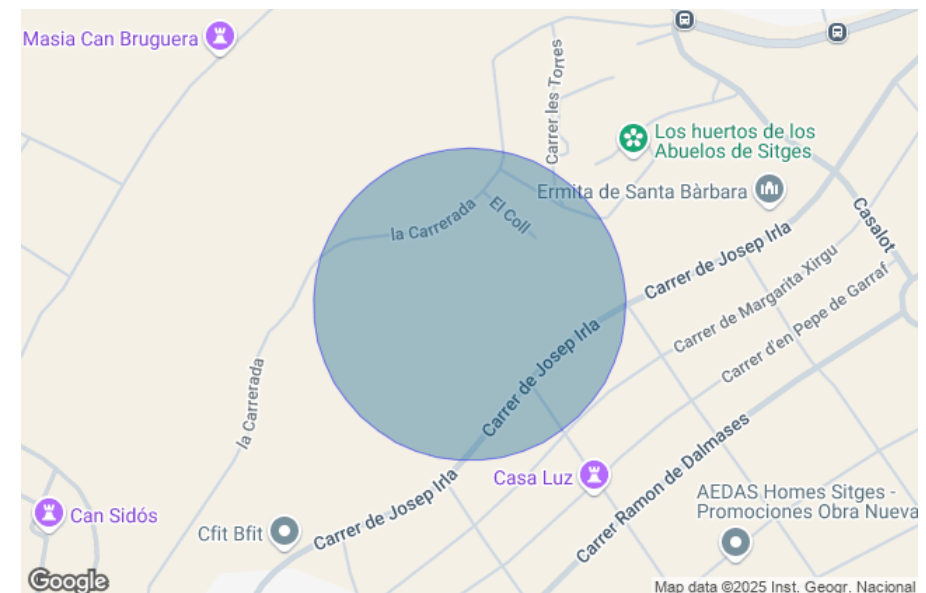 Masia Can Bruguera
Carrer les Torres
Los huertos de los
Abuelos de Sitges
Ermita de Santa Bàrbara
la Carrerada
El Coll
Casalot
Carrer de Josep Irla
Carrer de Margarita Xirgu
Carrer d'en Pepe de Garraf
Carrer de Josep Irla
la Carrerada
Carrer Ramon de Dalmases
Casa Luz
Carrer de Josep Irla
AEDAS Homes Sitges -
Promociones Obra Nueva
Can Sidós
Cfit Bfit
Google
Map data ©2025 Inst. Geogr. Nacional